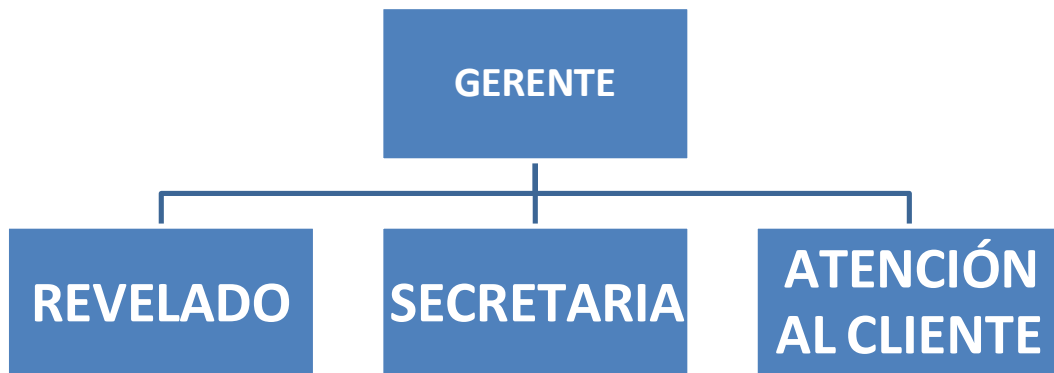 GERENTE
REVELADO
SECRETARIA
ATENCIÓN
AL CLIENTE